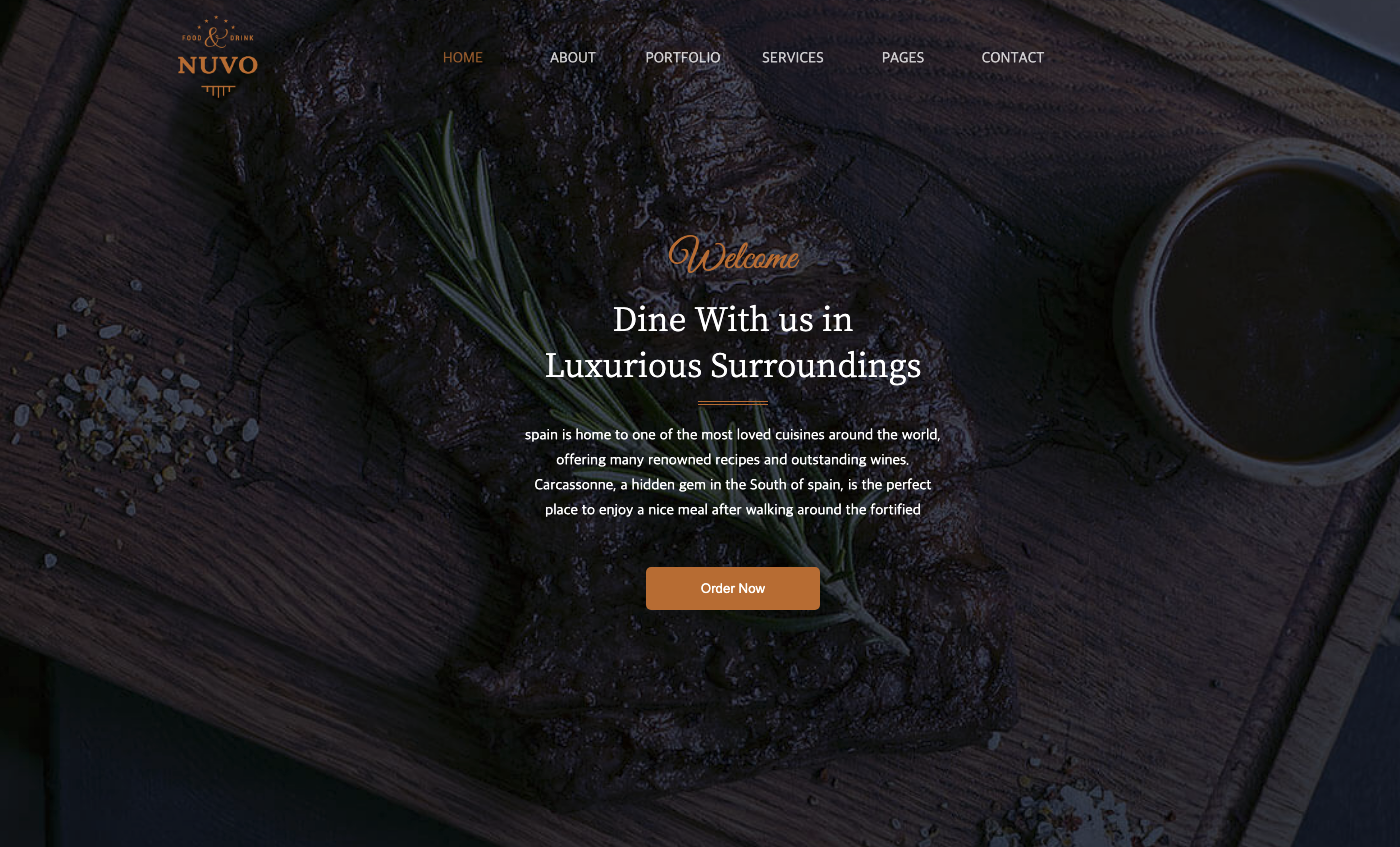 FOOD & DRINK
NUVO
HOME ABOUT PORTFOLIO SERVICES PAGES CONTACT
Welcome
Dine With us in
Luxurious Surroundings
spain is home to one of the most loved cuisines around the world,
offering many renowned recipes and outstanding wines.
Carcassonne, a hidden gem in the South of spain, is the perfect
place to enjoy a nice meal after walking around the fortified
Order Now